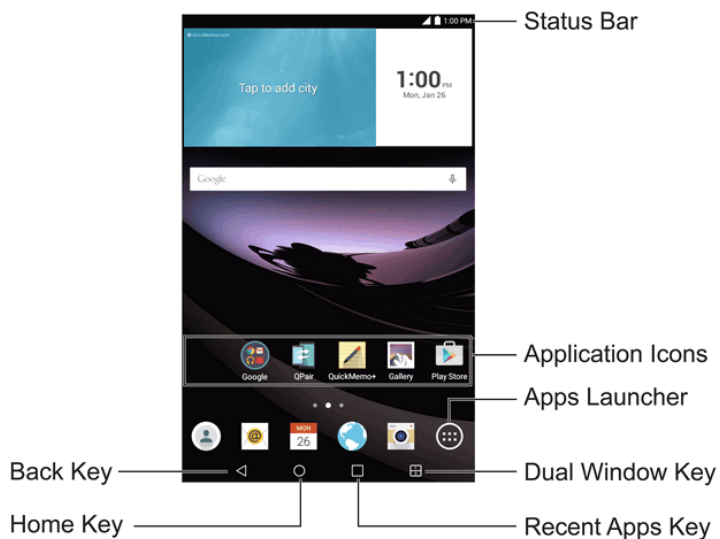 1:00 PM
Status Bar
AccuWeather.com
Tap to add city
1:00 PM
Mon, Jan 26
Google
Google
QPair
QuickMemo+
Gallery
Play Store
Application Icons
Apps Launcher
@
MON
26
Back Key
Dual Window Key
Home Key
Recent Apps Key